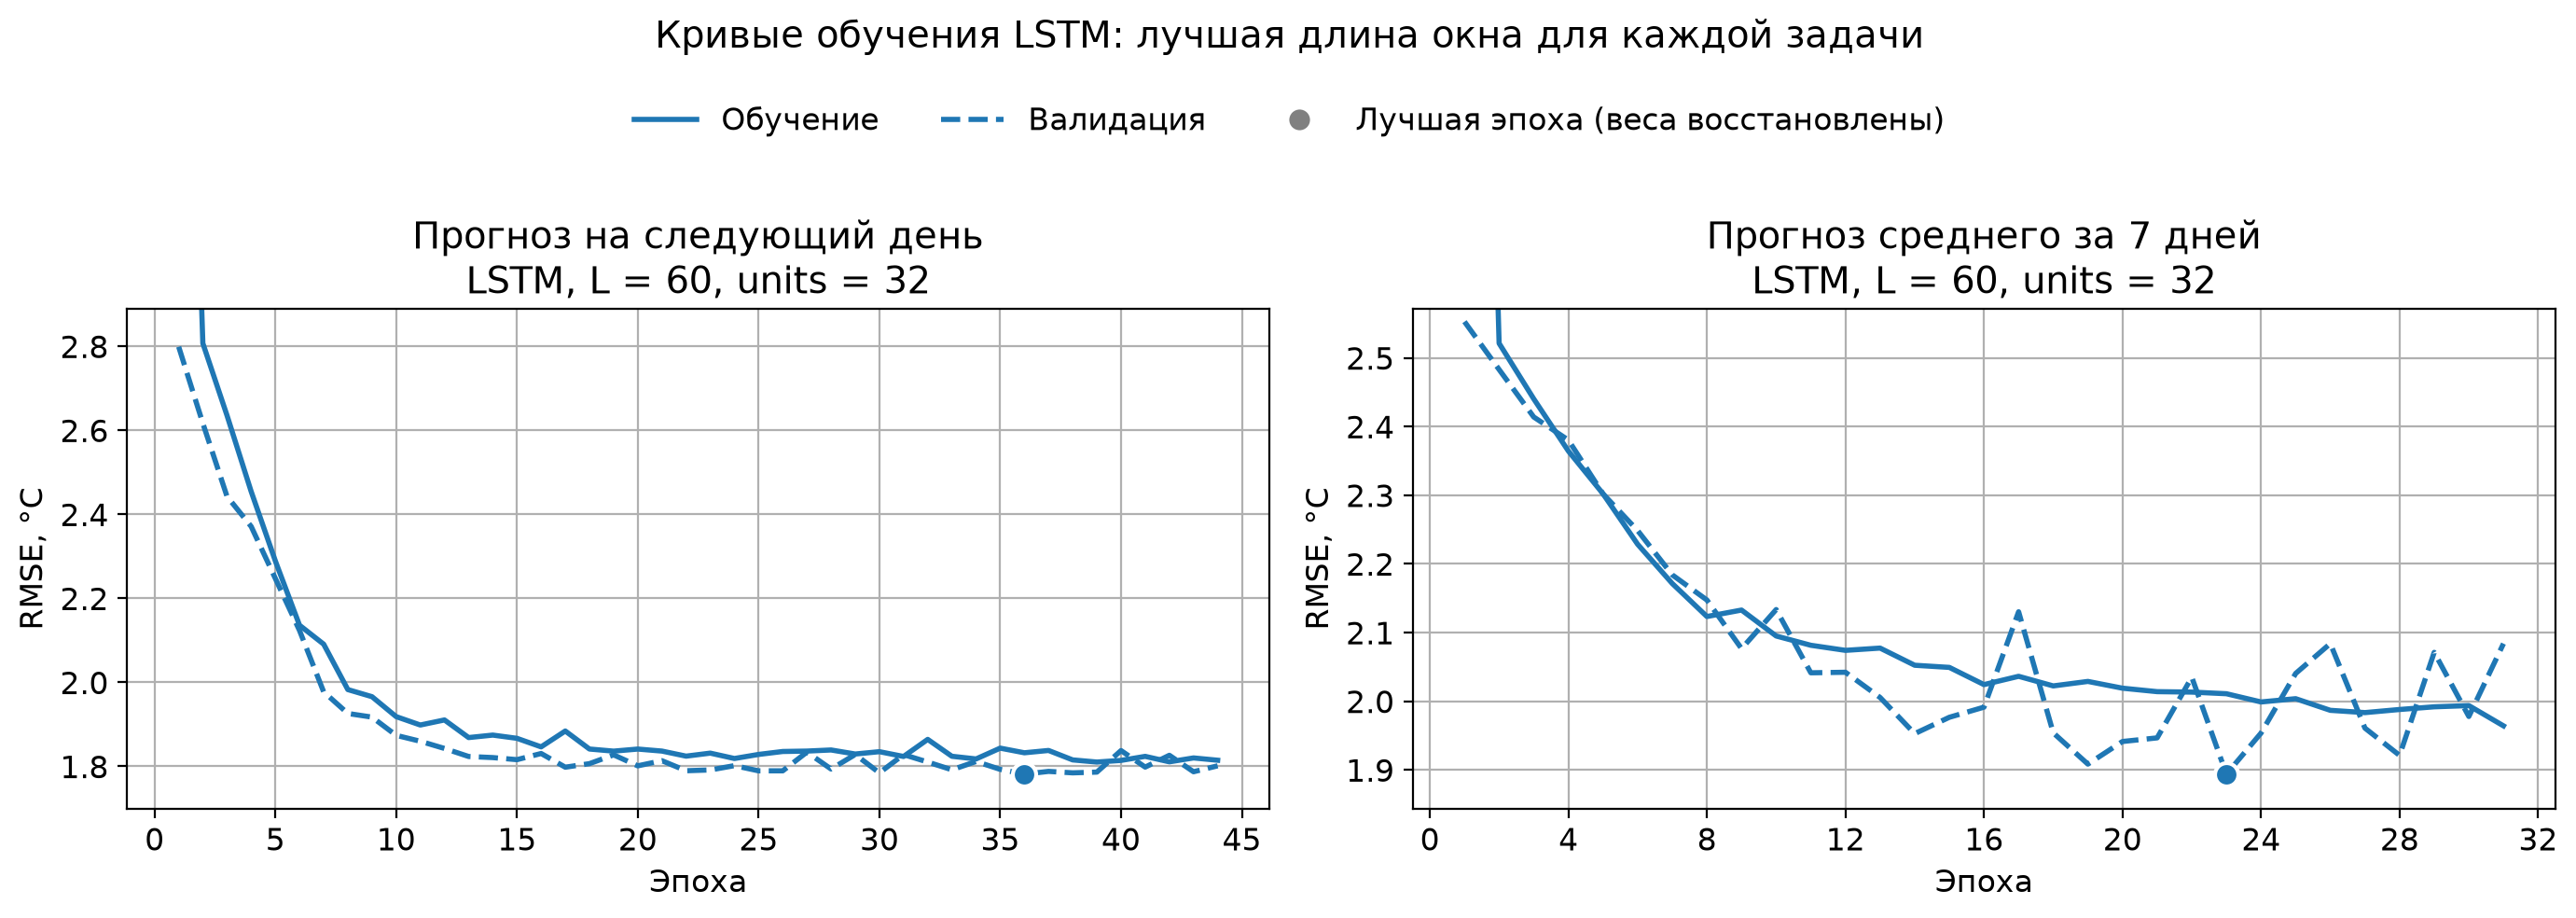 Кривые обучения LSTM: лучшая длина окна для каждой задачи
Обучение
Валидация
Лучшая эпоха (веса восстановлены)
Прогноз на следующий день
LSTM, L = 60, units = 32
RMSE, °C
2.8
2.6
2.4
2.2
2.0
1.8
0 5 10 15 20 25 30 35 40 45
Эпоха
Прогноз среднего за 7 дней
LSTM, L = 60, units = 32
RMSE, °C
2.5
2.4
2.3
2.2
2.1
2.0
1.9
0 4 8 12 16 20 24 28 32
Эпоха